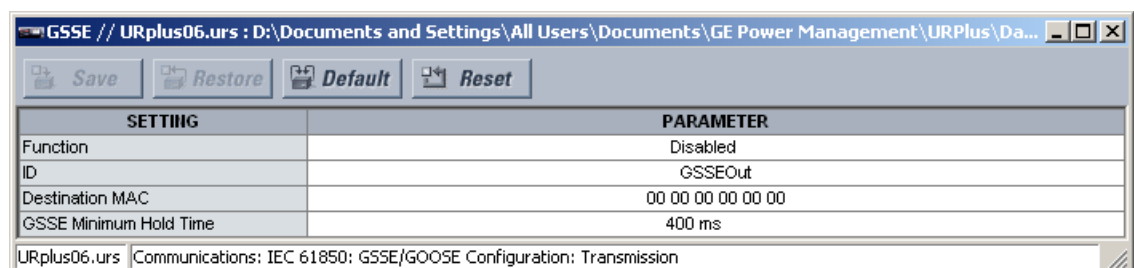 GSSE // URplus06.urs : D:\Documents and Settings\All Users\Documents\GE Power Management\URPlus\Da...
Save Restore Default Reset
SETTING PARAMETER
Function Disabled
ID GSSEOut
Destination MAC 00 00 00 00 00 00
GSSE Minimum Hold Time 400 ms
URplus06.urs Communications: IEC 61850: GSSE/GOOSE Configuration: Transmission